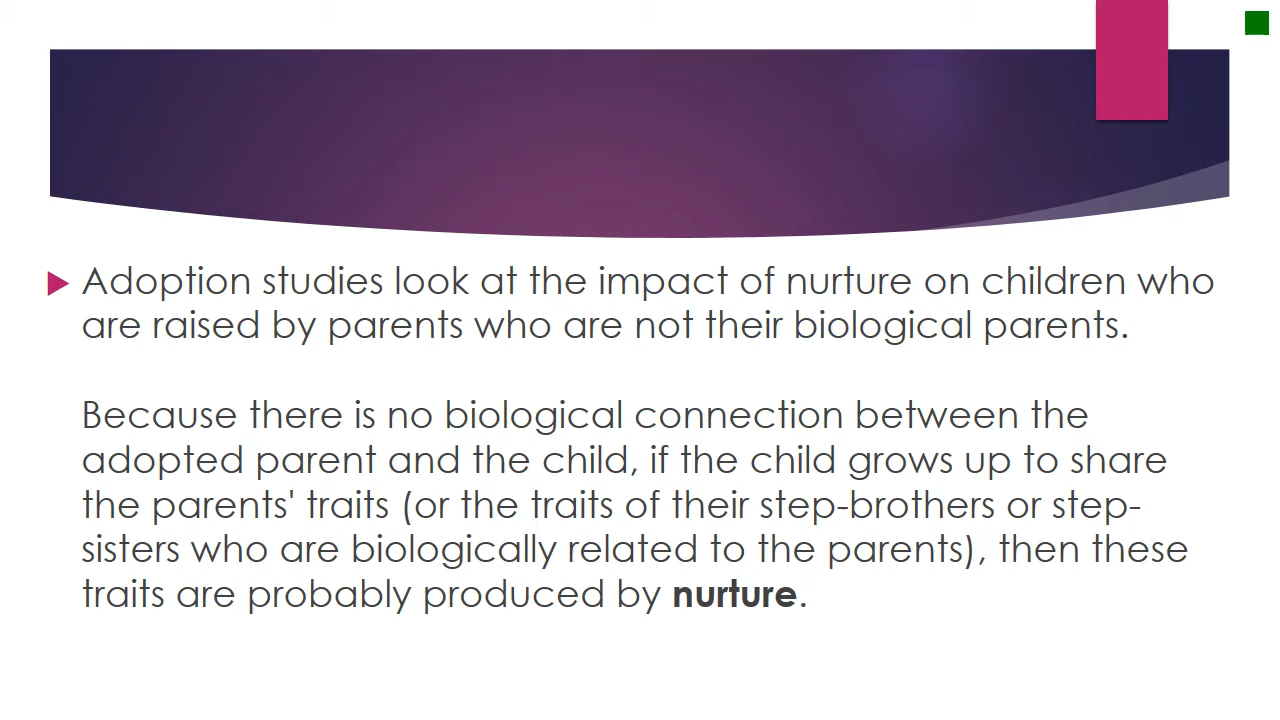 Adoption studies look at the impact of nurture on children who
are raised by parents who are not their biological parents.
Because there is no biological connection between the
adopted parent and the child, if the child grows up to share
the parents' traits (or the traits of their step-brothers or step-
sisters who are biologically related to the parents), then these
traits are probably produced by nurture.